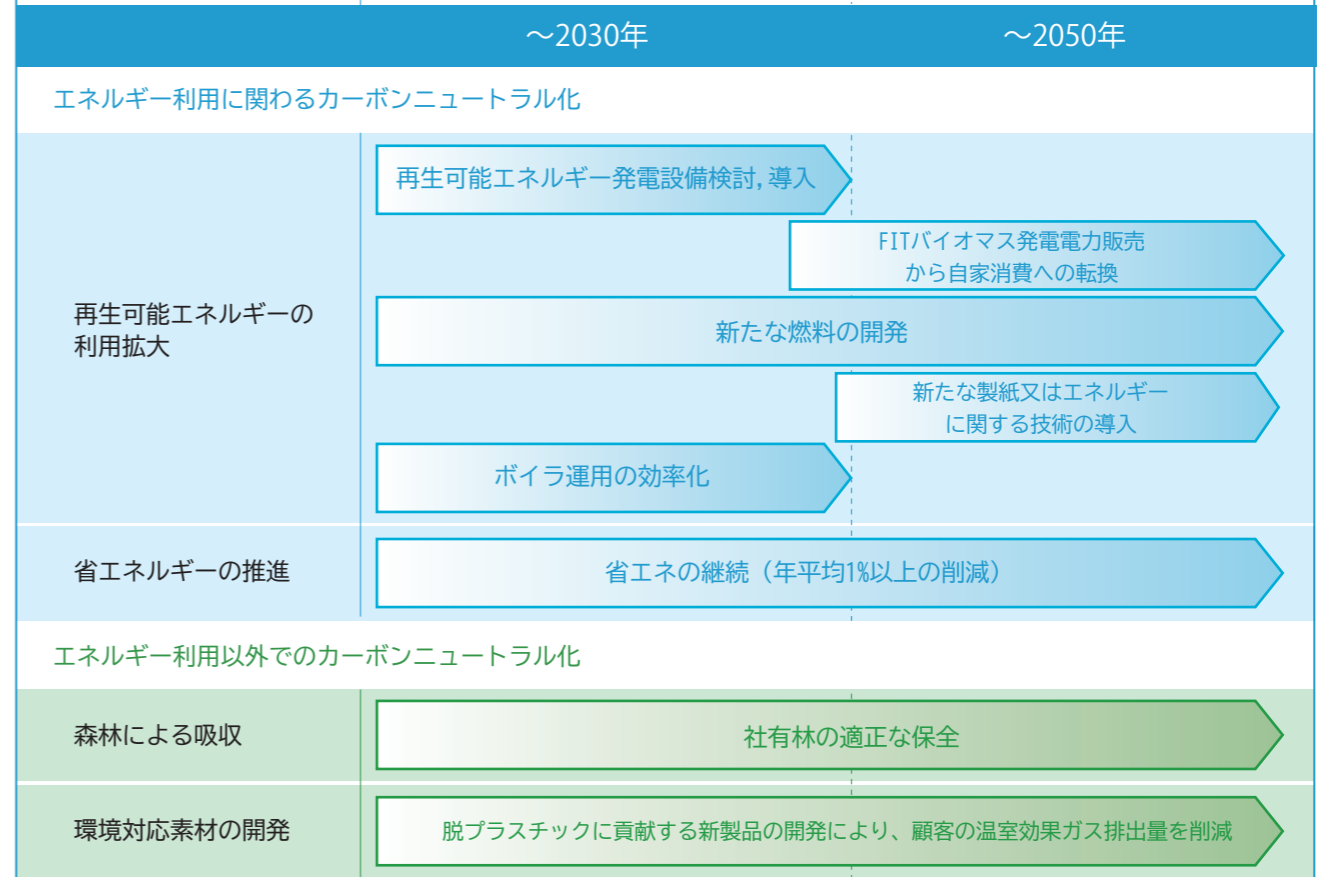 ～2030年
～2050年
エネルギー利用に関わるカーボンニュートラル化
再生可能エネルギーの
利用拡大
再生可能エネルギー発電設備検討,導入
FITバイオマス発電電力販売
から自家消費への転換
新たな燃料の開発
新たな製紙又はエネルギー
に関する技術の導入
ボイラ運用の効率化
省エネルギーの推進
省エネの継続（年平均1%以上の削減）
エネルギー利用以外でのカーボンニュートラル化
森林による吸収
社有林の適正な保全
環境対応素材の開発
脱プラスチックに貢献する新製品の開発により、顧客の温室効果ガス排出量を削減